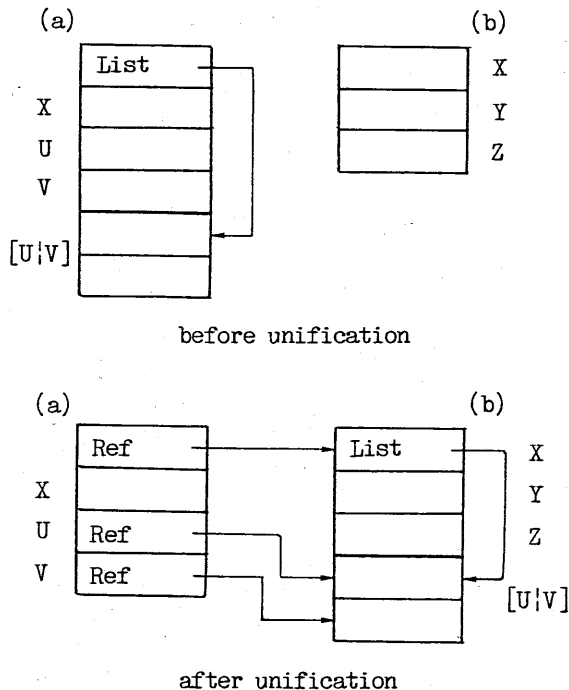 (a) (b)
List X
X Y
U Z
V
[U¦V]
before unification
(a) (b)
Ref List X
X Y
U Ref Z
V Ref [U¦V]
after unification